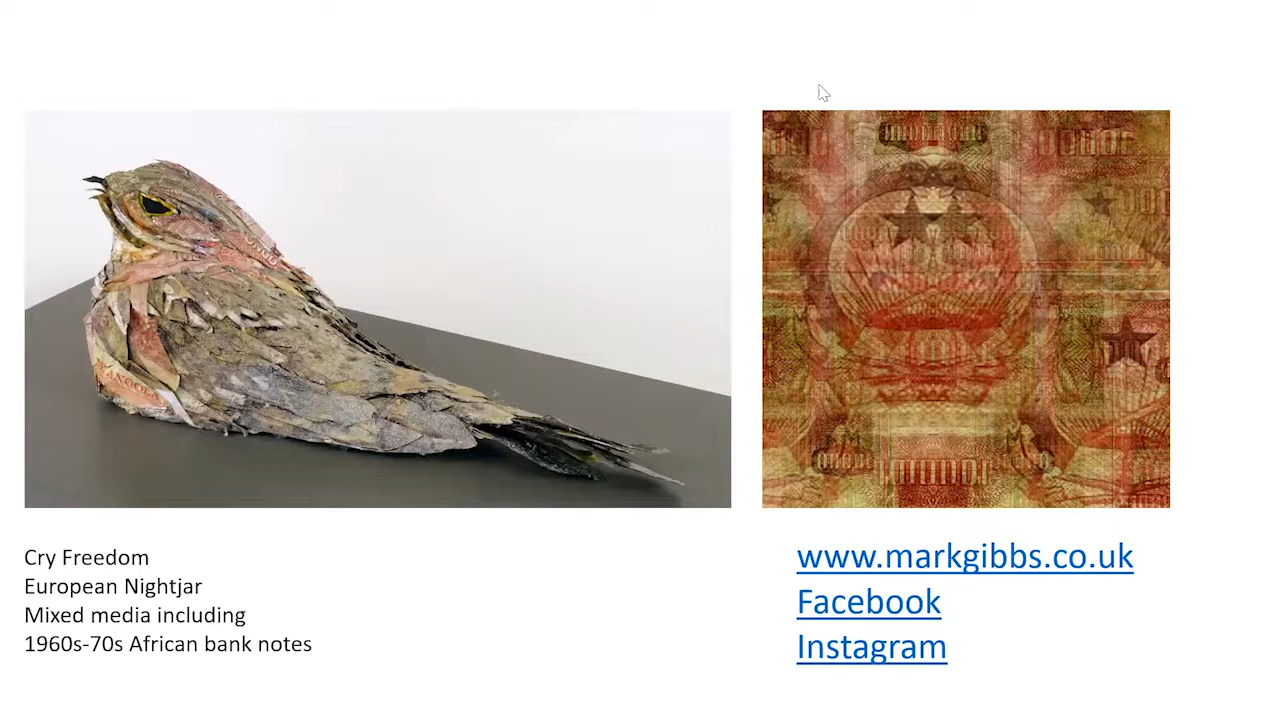 Cry Freedom
European Nightjar
Mixed media including
1960s-70s African bank notes
www.markgibbs.co.uk
Facebook
Instagram